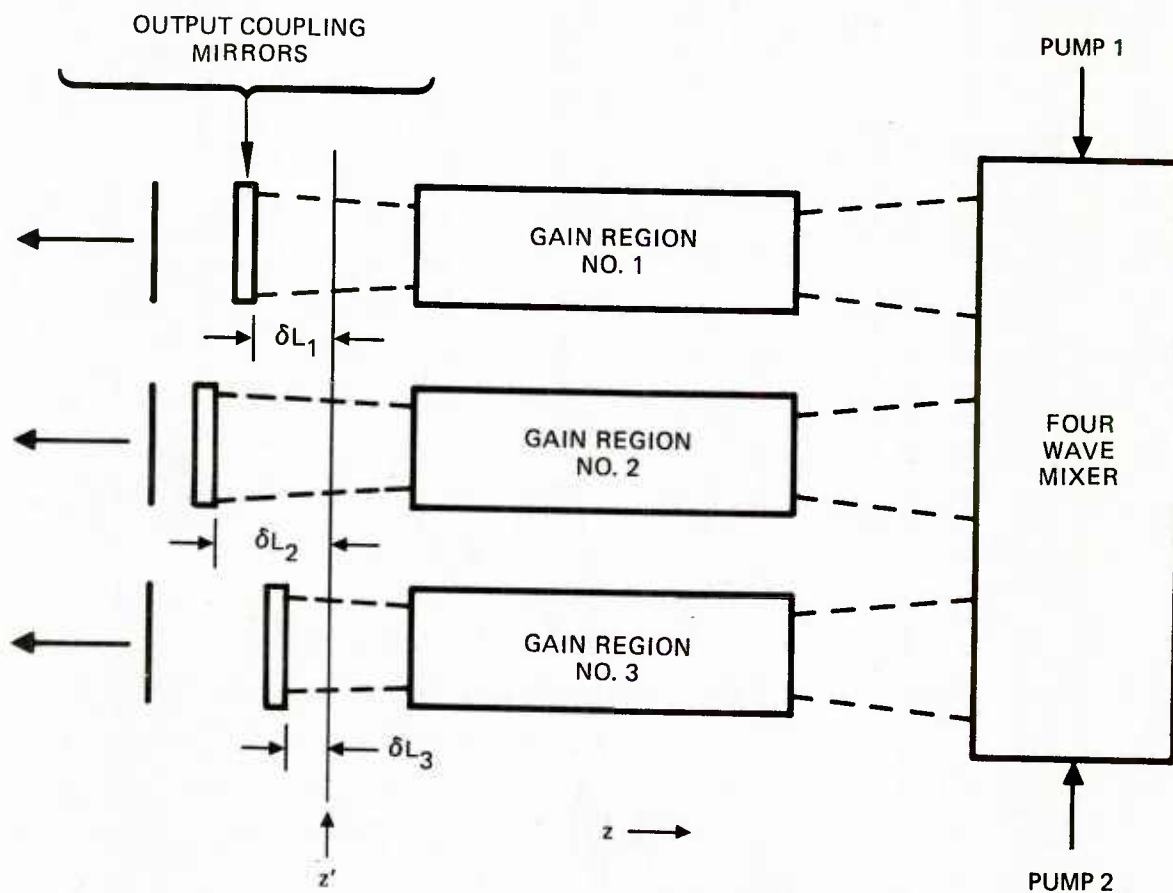 OUTPUT COUPLING
MIRRORS
PUMP 1
GAIN REGION
NO. 1
δL1
GAIN REGION
NO. 2
FOUR
WAVE
MIXER
δL2
GAIN REGION
NO. 3
δL3
z
z'
PUMP 2